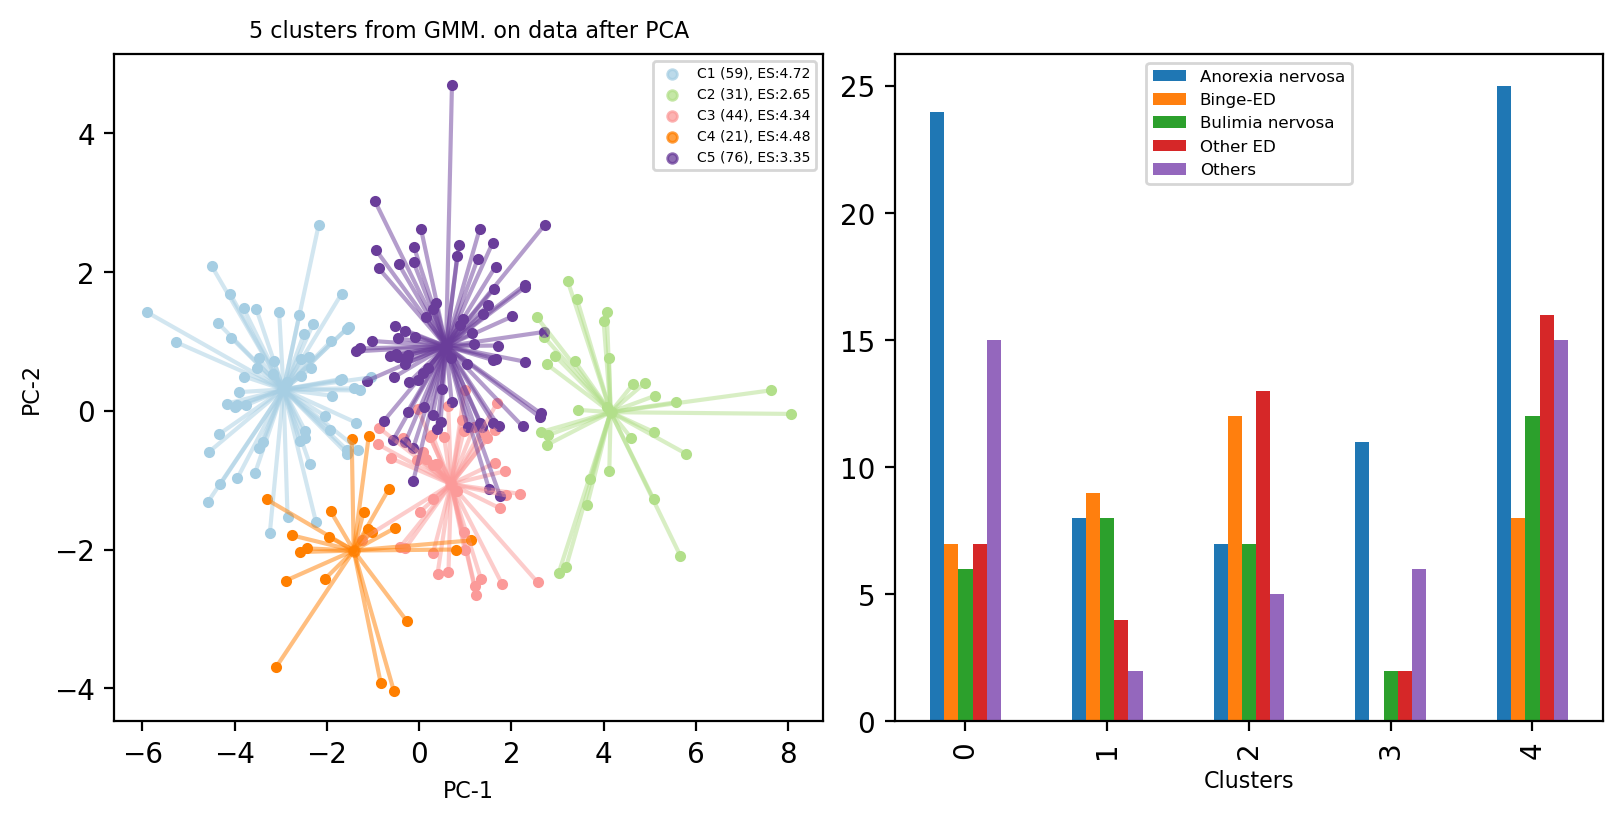 5 clusters from GMM. on data after PCA
C1 (59), ES:4.72
C2 (31), ES:2.65
C3 (44), ES:4.34
C4 (21), ES:4.48
C5 (76), ES:3.35
4
2
0
−2
−4
PC-2
−6 −4 −2 0 2 4 6 8
PC-1
Anorexia nervosa
Binge-ED
Bulimia nervosa
Other ED
Others
25
20
15
10
5
0
0 1 2 3 4
Clusters